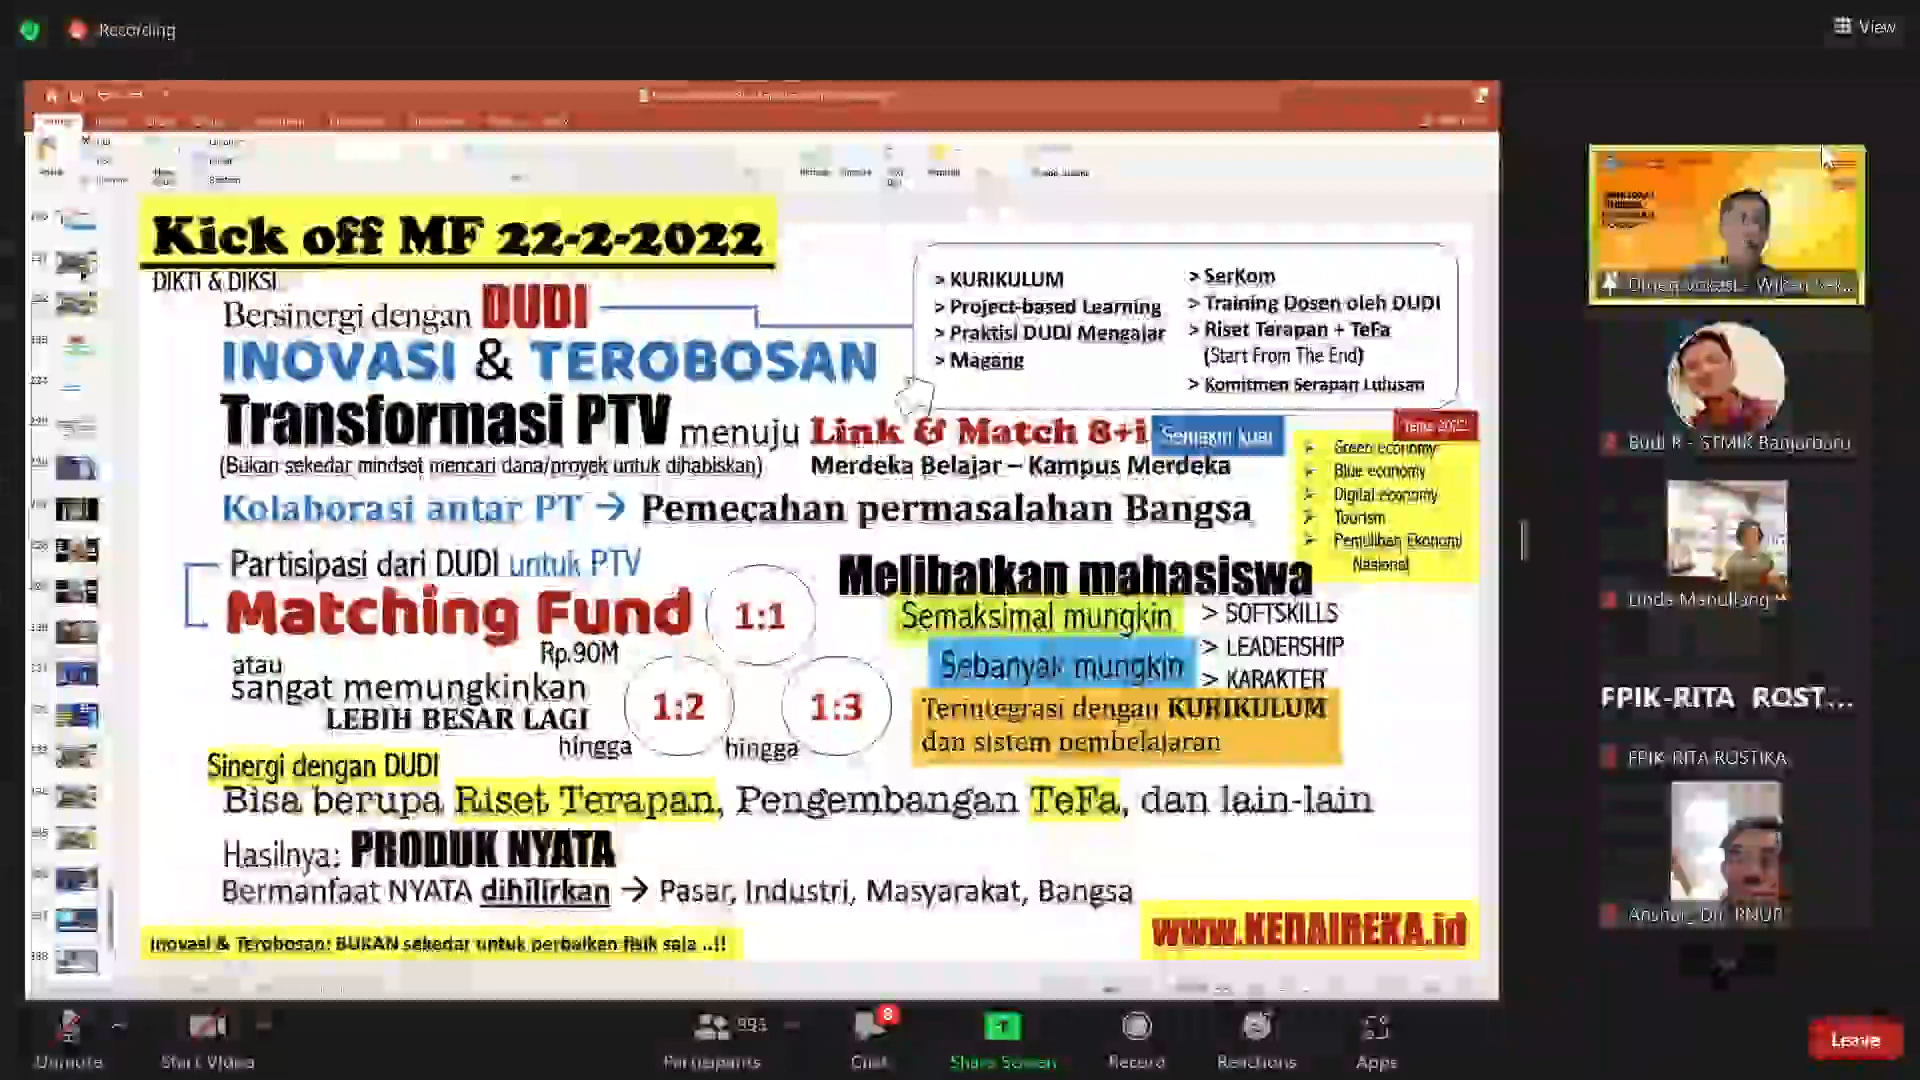 Recording
View
Kick off MF 22-2-2022
DIKTI & DIKSI
Bersinergi dengan DUDI
INOVASI & TEROBOSAN
Transformasi PTV menuju Link & Match 8+i
Semakin kuat
(Bukan sekedar mindset mencari dana/proyek untuk dihabiskan)
Merdeka Belajar – Kampus Merdeka
Kolaborasi antar PT → Pemecahan permasalahan Bangsa
> KURIKULUM
> Project-based Learning
> Praktisi DUDI Mengajar
> Magang
> SerKom
> Training Dosen oleh DUDI
> Riset Terapan + TeFa
(Start From The End)
> Komitmen Serapan Lulusan
Green economy
Blue economy
Digital economy
Tourism
Pemulihan Ekonomi
Nasional
Partisipasi dari DUDI untuk PTV
Matching Fund
1:1
Rp.90M
atau
sangat memungkinkan
LEBIH BESAR LAGI
hingga
1:2
hingga
1:3
Melibatkan mahasiswa
Semaksimal mungkin
Sebanyak mungkin
> SOFTSKILLS
> LEADERSHIP
> KARAKTER
Terintegrasi dengan KURIKULUM
dan sistem pembelajaran
Sinergi dengan DUDI
Bisa berupa Riset Terapan, Pengembangan TeFa, dan lain-lain
Hasilnya: PRODUK NYATA
Bermanfaat NYATA dihilirkan → Pasar, Industri, Masyarakat, Bangsa
Inovasi & Terobosan: BUKAN sekedar untuk perbaikan fisik saja ..!!
www.KEDAIREKA.id
Budi R - STMIK Banjarbaru
Linda Manullang
FPIK-RITA ROST...
FPIK-RITA ROSTIKA
Unmute
Start Video
Participants
Chat
8
Share Screen
Record
Reactions
Apps
Leave